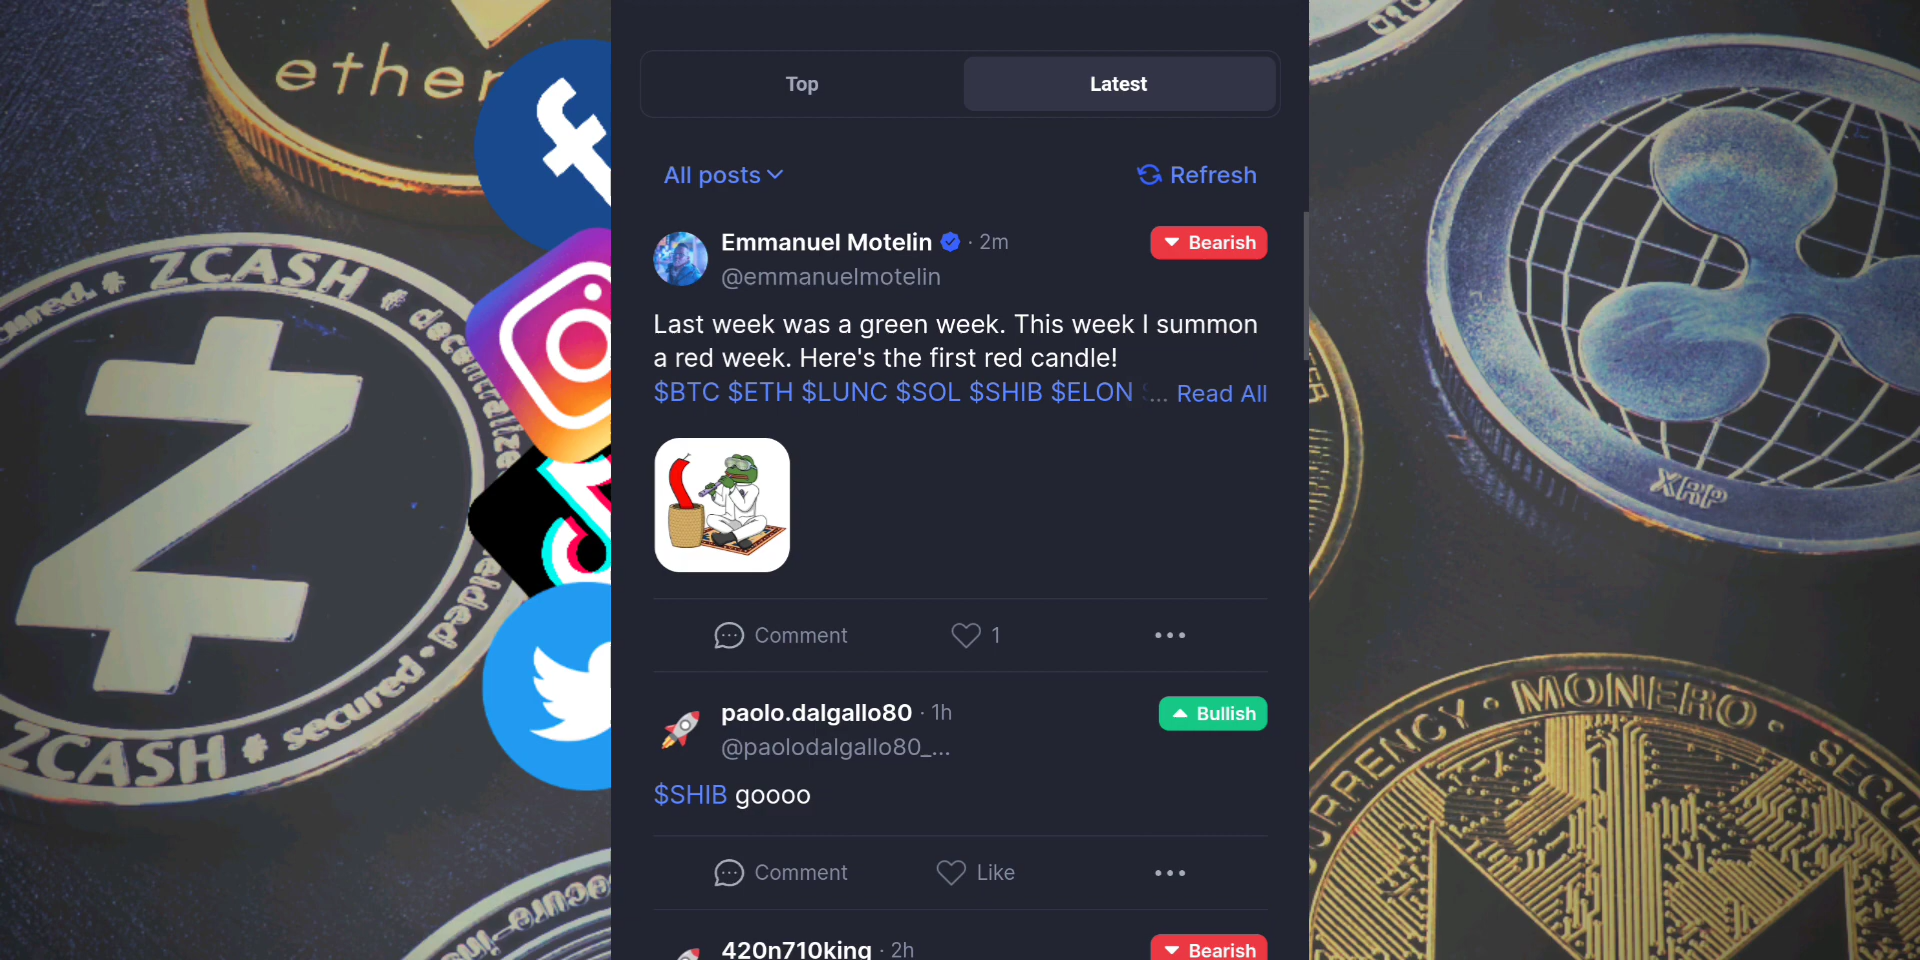 ether
Top
Latest
All posts
Refresh
Emmanuel Motelin · 2m
Bearish
@emmanuelmotelin
Last week was a green week. This week I summon
a red week. Here's the first red candle!
$BTC $ETH $LUNC $SOL $SHIB $ELON ... Read All
Comment
1
paolo.dalgallo80 · 1h
Bullish
@paolodalgallo80_...
$SHIB goooo
Comment
Like
420n710king · 2h
Bearish
ZCASH
decentralized
secured
ZCASH
XRP
MONERO